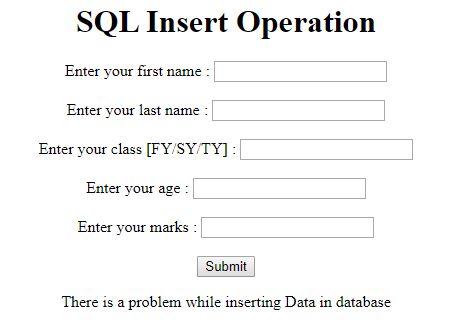 SQL Insert Operation
Enter your first name :
Enter your last name :
Enter your class [FY/SY/TY] :
Enter your age :
Enter your marks :
Submit
There is a problem while inserting Data in database